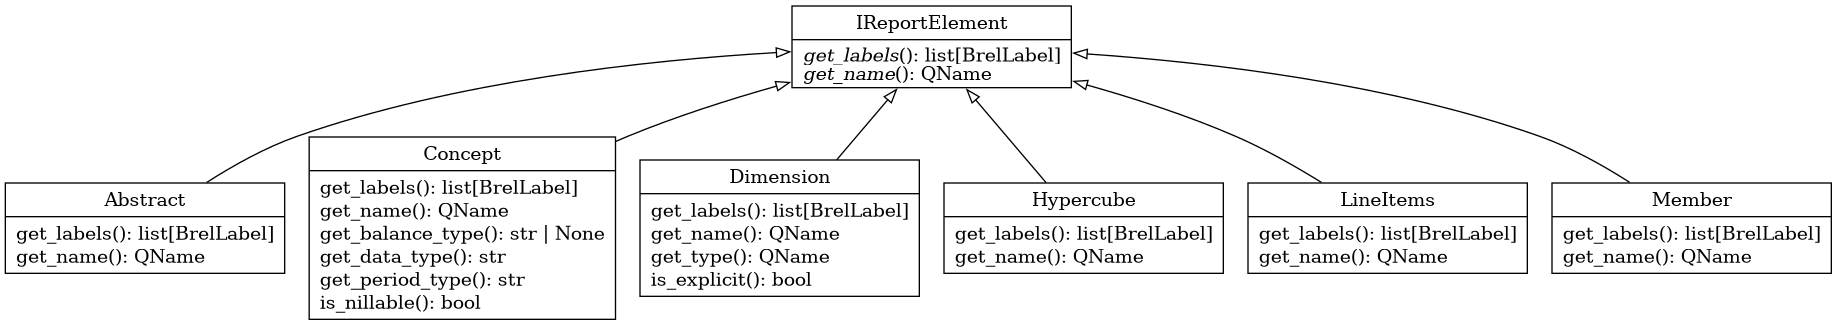 IReportElement
get_labels(): list[BrelLabel]
get_name(): QName
Abstract
get_labels(): list[BrelLabel]
get_name(): QName
Concept
get_labels(): list[BrelLabel]
get_name(): QName
get_balance_type(): str | None
get_data_type(): str
get_period_type(): str
is_nillable(): bool
Dimension
get_labels(): list[BrelLabel]
get_name(): QName
get_type(): QName
is_explicit(): bool
Hypercube
get_labels(): list[BrelLabel]
get_name(): QName
LineItems
get_labels(): list[BrelLabel]
get_name(): QName
Member
get_labels(): list[BrelLabel]
get_name(): QName